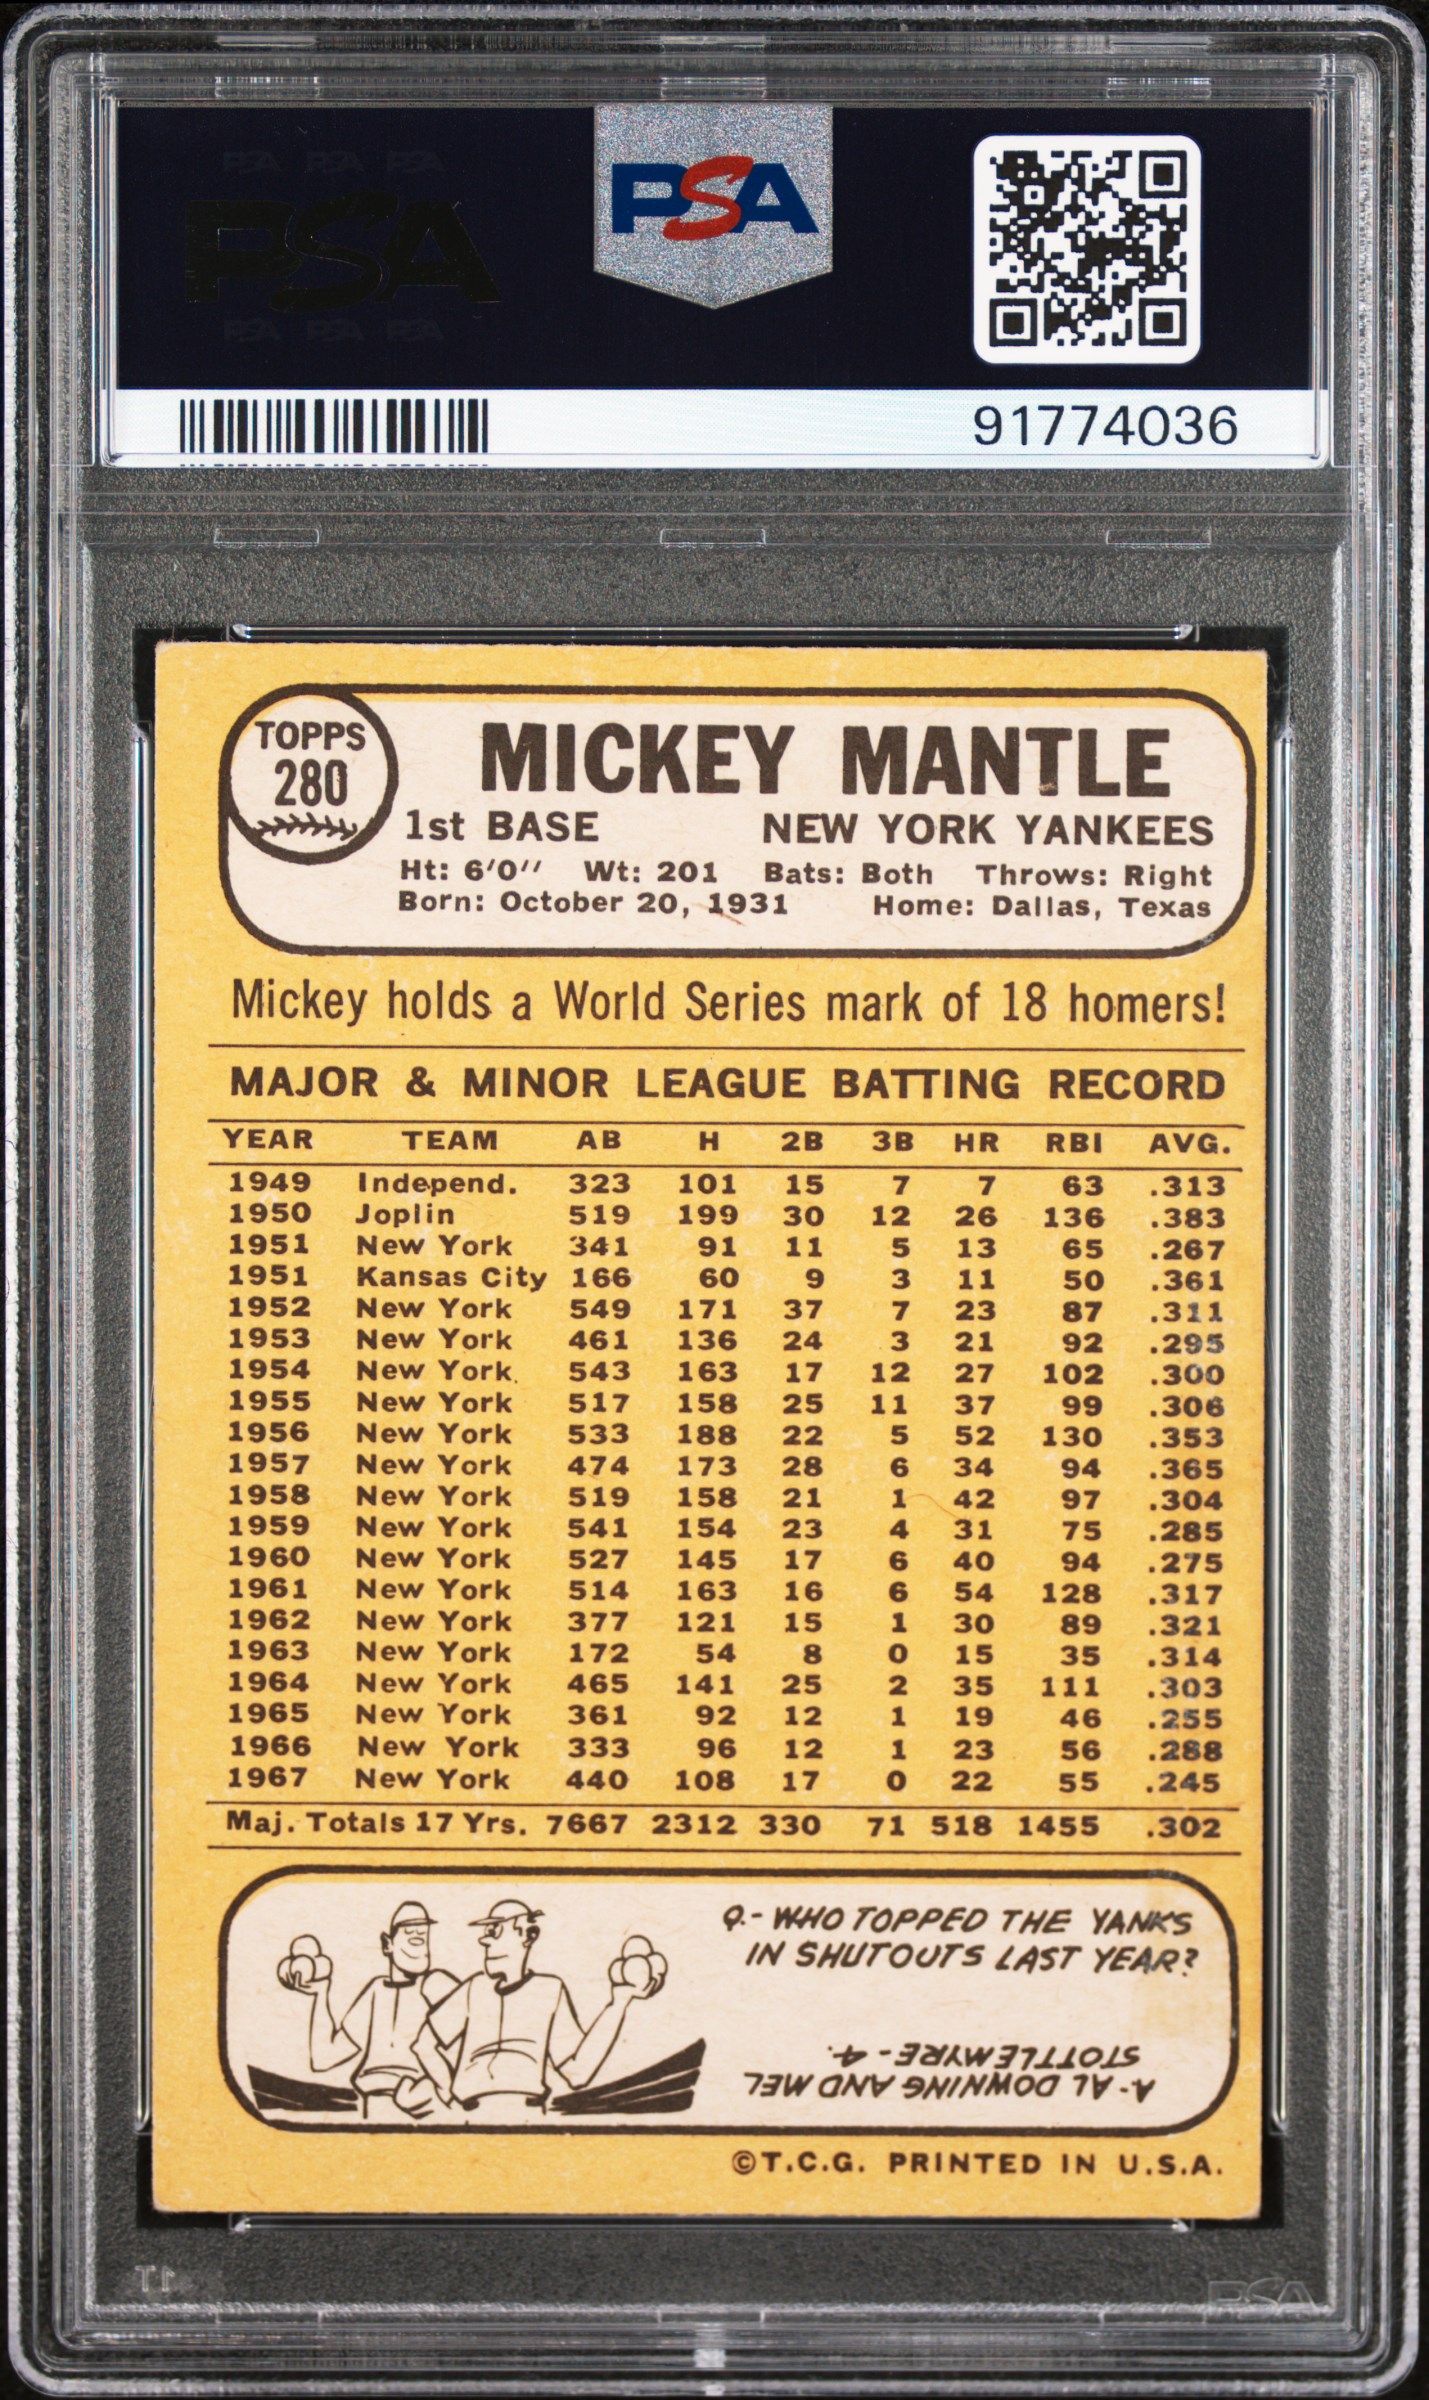 PSA PSA PSA
PSA
PSA PSA PSA
PSA
91774036
TOPPS
280
MICKEY MANTLE
1st BASE NEW YORK YANKEES
Ht: 6'0'' Wt: 201 Bats: Both Throws: Right
Born: October 20, 1931 Home: Dallas, Texas
Mickey holds a World Series mark of 18 homers!
MAJOR & MINOR LEAGUE BATTING RECORD
YEAR TEAM AB H 2B 3B HR RBI AVG.
1949 Independ. 323 101 15 7 7 63 .313
1950 Joplin 519 199 30 12 26 136 .383
1951 New York 341 91 11 5 13 65 .267
1951 Kansas City 166 60 9 3 11 50 .361
1952 New York 549 171 37 7 23 87 .311
1953 New York 461 136 24 3 21 92 .295
1954 New York 543 163 17 12 27 102 .300
1955 New York 517 158 25 11 37 99 .306
1956 New York 533 188 22 5 52 130 .353
1957 New York 474 173 28 6 34 94 .365
1958 New York 519 158 21 1 42 97 .304
1959 New York 541 154 23 4 31 75 .285
1960 New York 527 145 17 6 40 94 .275
1961 New York 514 163 16 6 54 128 .317
1962 New York 377 121 15 1 30 89 .321
1963 New York 172 54 8 0 15 35 .314
1964 New York 465 141 25 2 35 111 .303
1965 New York 361 92 12 1 19 46 .255
1966 New York 333 96 12 1 23 56 .288
1967 New York 440 108 17 0 22 55 .245
Maj. Totals 17 Yrs. 7667 2312 330 71 518 1455 .302
Q.- WHO TOPPED THE YANKS
IN SHUTOUTS LAST YEAR?
A.- AL DOWNING AND MEL
STOTTLEMYRE - 4.
©T.C.G. PRINTED IN U.S.A.
PSA